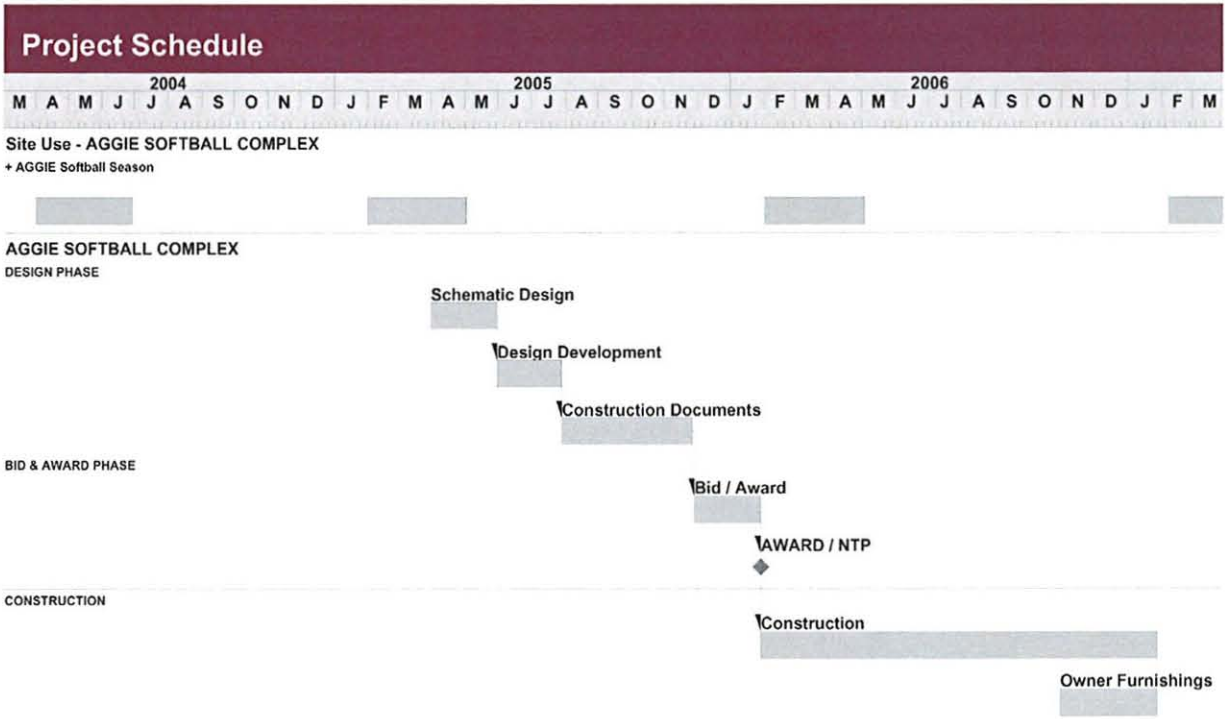 Project Schedule
2004 2005 2006
M A M J J A S O N D J F M A M J J A S O N D J F M A M J J A S O N D J F M
Site Use - AGGIE SOFTBALL COMPLEX
+ AGGIE Softball Season
AGGIE SOFTBALL COMPLEX
DESIGN PHASE
Schematic Design
Design Development
Construction Documents
BID & AWARD PHASE
Bid / Award
AWARD / NTP
CONSTRUCTION
Construction
Owner Furnishings